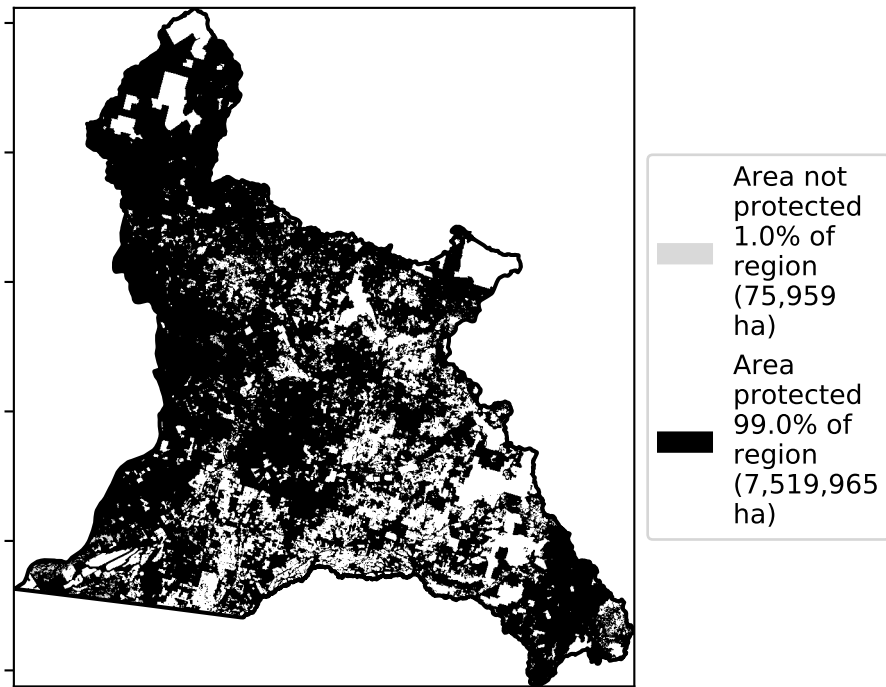 Area not
protected
1.0% of
region
(75,959
ha)
Area
protected
99.0% of
region
(7,519,965
ha)